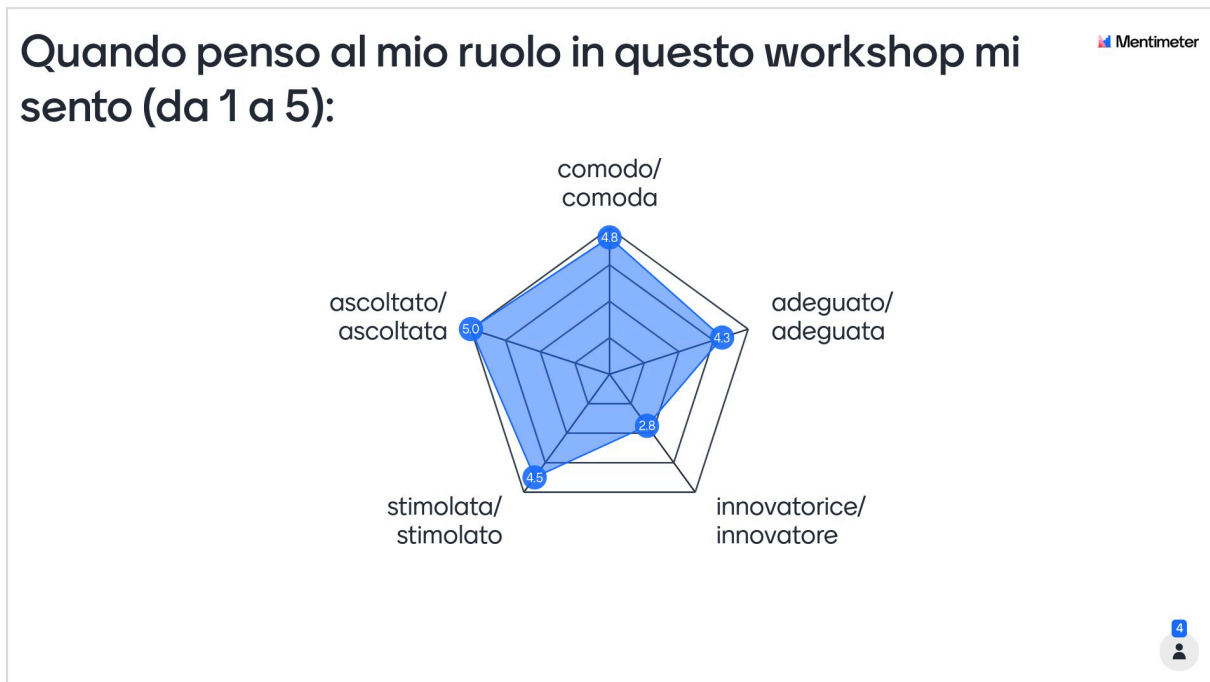 Quando penso al mio ruolo in questo workshop mi
sento (da 1 a 5):
Mentimeter
comodo/
comoda
4.8
ascoltato/
ascoltata
5.0
adeguato/
adeguata
4.3
2.8
4.5
stimolata/
stimolato
innovatorice/
innovatore
4